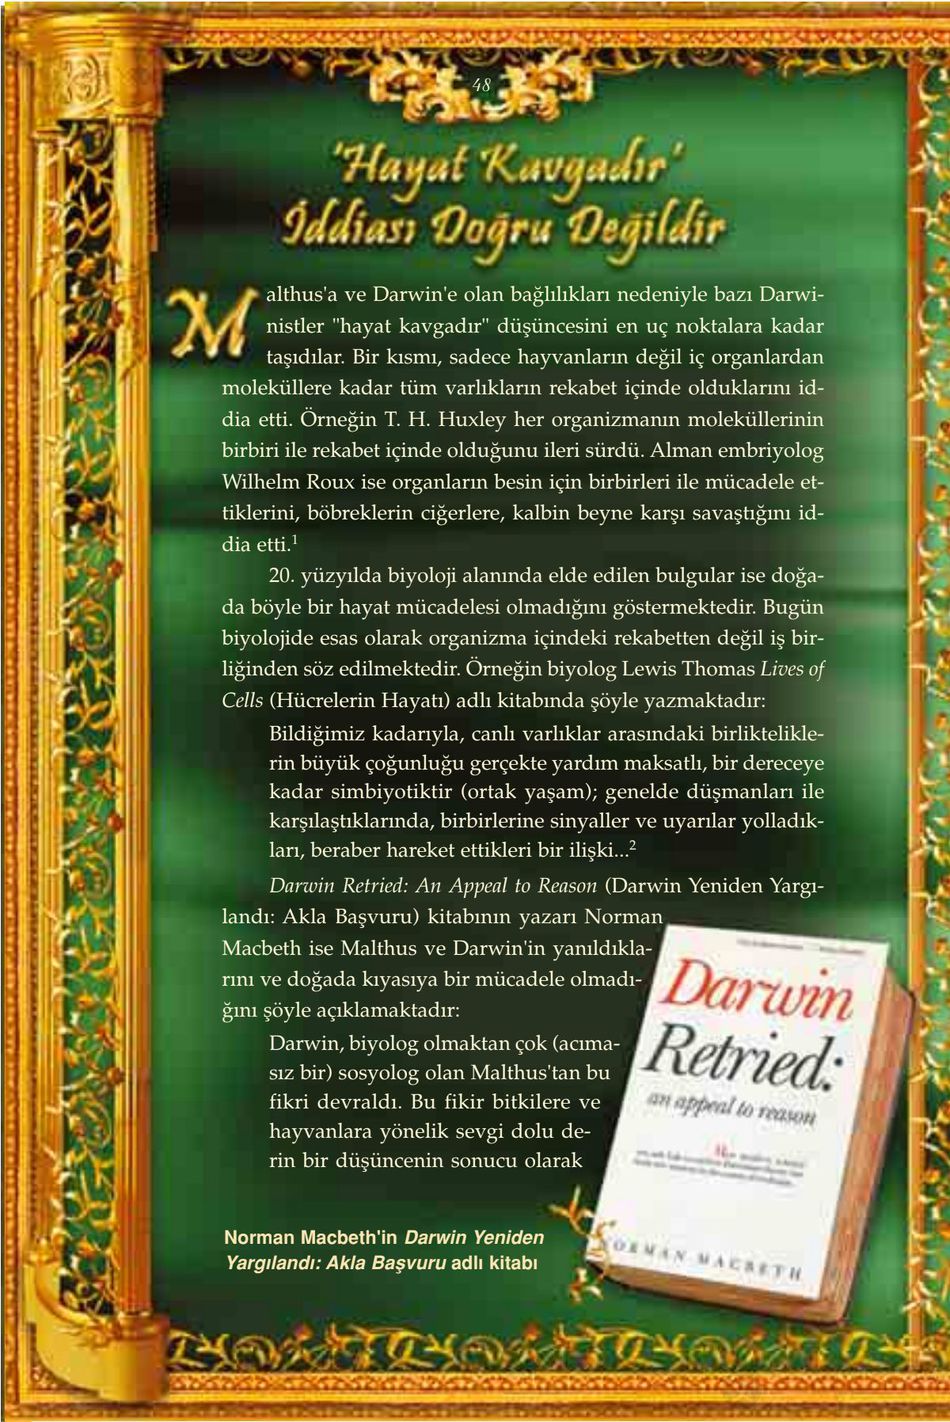 48
'Hayat Kavgadır'
İddiası Doğru Değildir
Malthus'a ve Darwin'e olan bağlılıkları nedeniyle bazı Darwi-
nistler "hayat kavgadır" düşüncesini en uç noktalara kadar
taşıdılar. Bir kısmı, sadece hayvanların değil iç organlardan
moleküllere kadar tüm varlıkların rekabet içinde olduklarını id-
dia etti. Örneğin T. H. Huxley her organizmanın moleküllerinin
birbiri ile rekabet içinde olduğunu ileri sürdü. Alman embriyolog
Wilhelm Roux ise organların besin için birbirleri ile mücadele et-
tiklerini, böbreklerin ciğerlere, kalbin beyne karşı savaştığını id-
dia etti.1
20. yüzyılda biyoloji alanında elde edilen bulgular ise doğa-
da böyle bir hayat mücadelesi olmadığını göstermektedir. Bugün
biyolojide esas olarak organizma içindeki rekabetten değil iş bir-
liğinden söz edilmektedir. Örneğin biyolog Lewis Thomas Lives of
Cells (Hücrelerin Hayatı) adlı kitabında şöyle yazmaktadır:
Bildiğimiz kadarıyla, canlı varlıklar arasındaki birliktelikle-
rin büyük çoğunluğu gerçekte yardım maksatlı, bir dereceye
kadar simbiyotiktir (ortak yaşam); genelde düşmanları ile
karşılaştıklarında, birbirlerine sinyaller ve uyarılar yolladık-
ları, beraber hareket ettikleri bir ilişki...2
Darwin Retried: An Appeal to Reason (Darwin Yeniden Yargı-
landı: Akla Başvuru) kitabının yazarı Norman
Macbeth ise Malthus ve Darwin'in yanıldıkla-
rını ve doğada kıyasıya bir mücadele olmadı-
ğını şöyle açıklamaktadır:
Darwin, biyolog olmaktan çok (acıma-
sız bir) sosyolog olan Malthus'tan bu
fikri devraldı. Bu fikir bitkilere ve
hayvanlara yönelik sevgi dolu de-
rin bir düşüncenin sonucu olarak
Darwin
Retried:
an appeal to reason
NORMAN MACBETH
Norman Macbeth'in Darwin Yeniden
Yargılandı: Akla Başvuru adlı kitabı